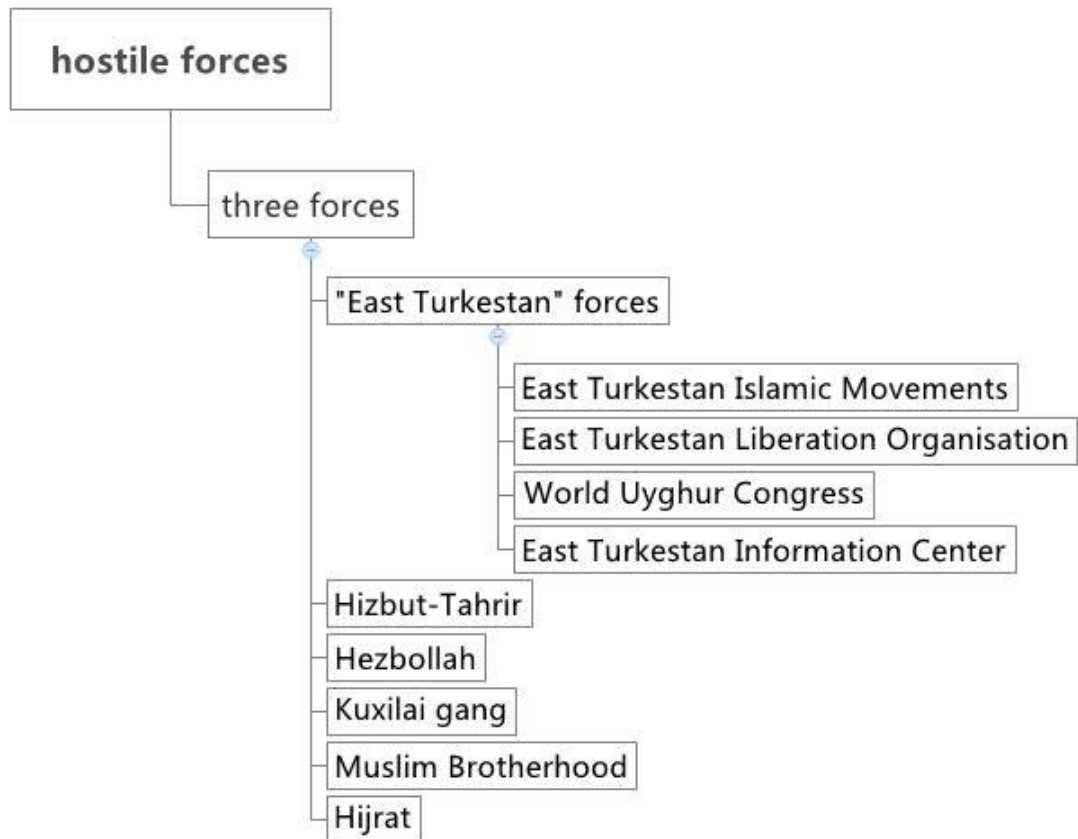 hostile forces
three forces
"East Turkestan" forces
East Turkestan Islamic Movements
East Turkestan Liberation Organisation
World Uyghur Congress
East Turkestan Information Center
Hizbut-Tahrir
Hezbollah
Kuxilai gang
Muslim Brotherhood
Hijrat